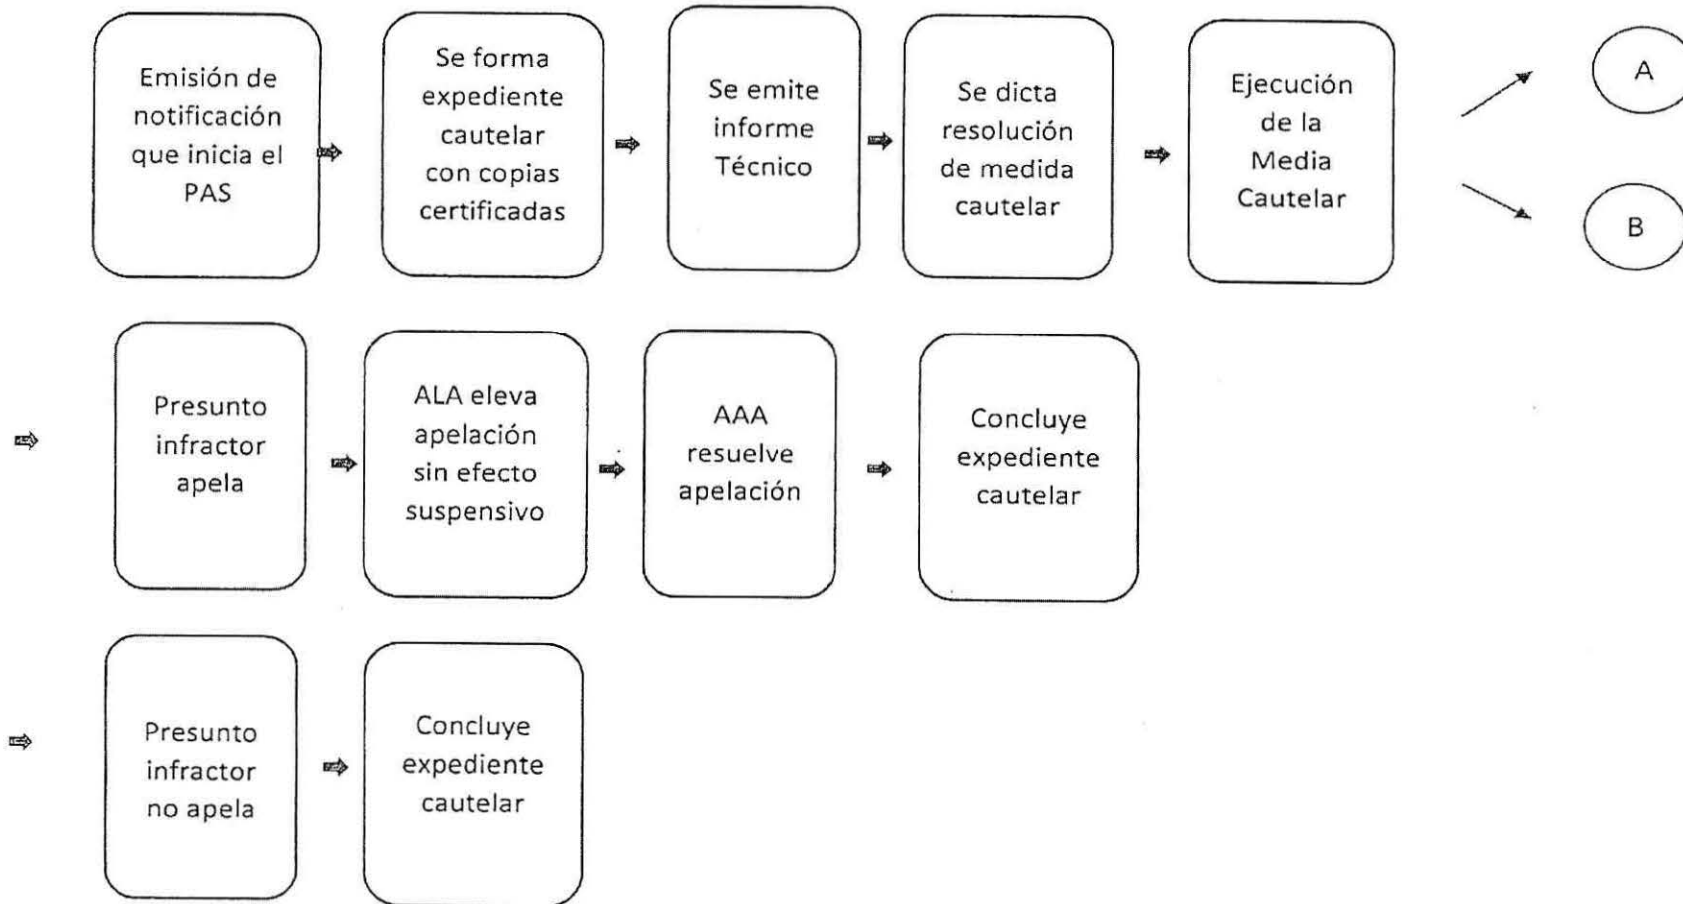 Emisión de
notificación
que inicia el
PAS
Se forma
expediente
cautelar
con copias
certificadas
Se emite
informe
Técnico
Se dicta
resolución
de medida
cautelar
Ejecución
de la
Media
Cautelar
A
B
Presunto
infractor
apela
ALA eleva
apelación
sin efecto
suspensivo
AAA
resuelve
apelación
Concluye
expediente
cautelar
Presunto
infractor
no apela
Concluye
expediente
cautelar